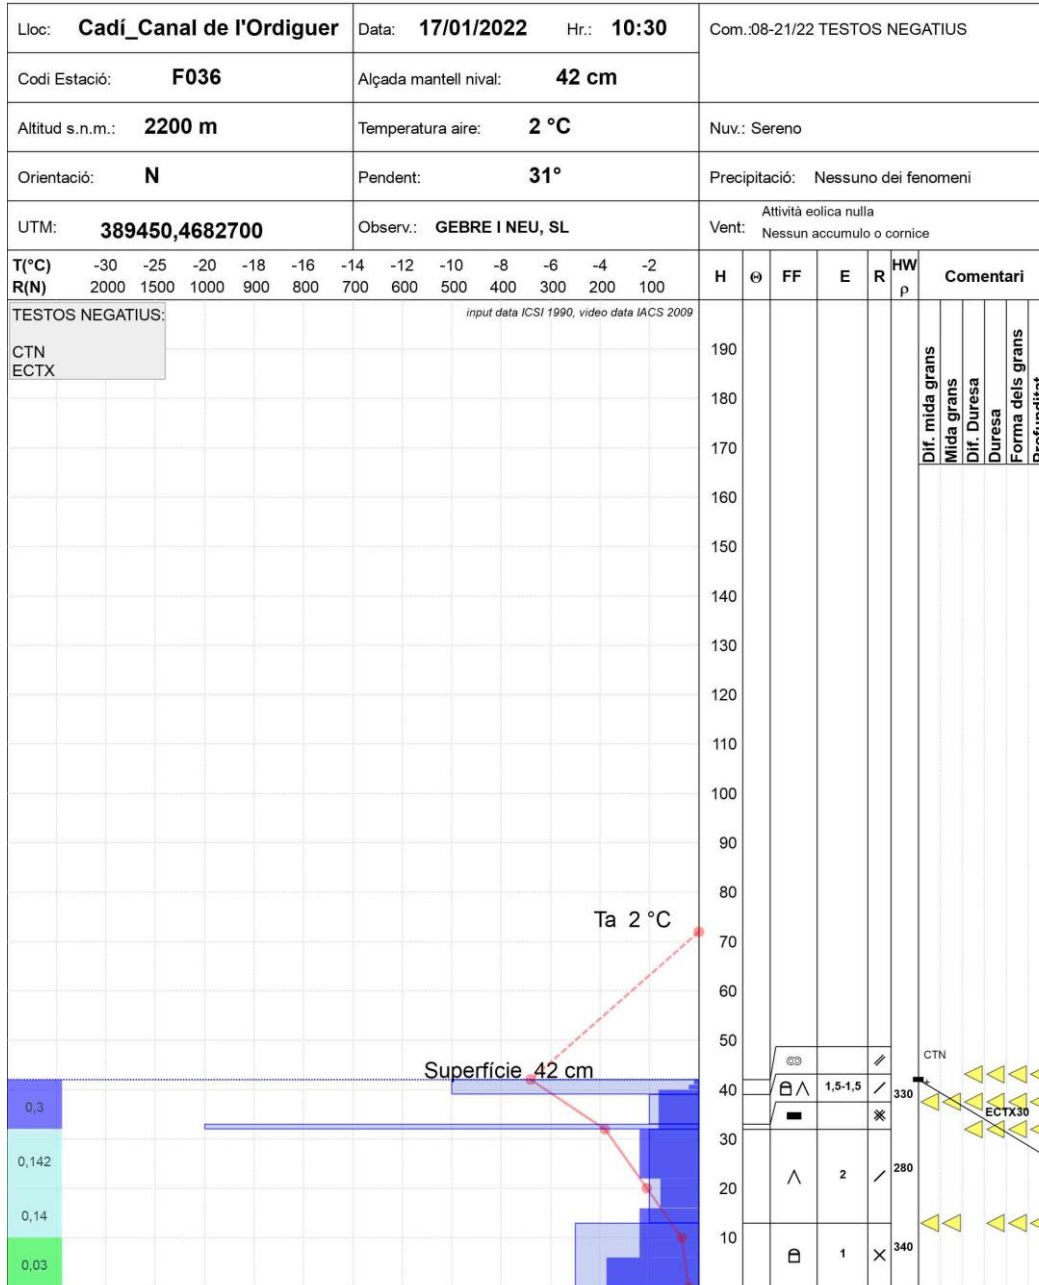 Lloc: Cadí_Canal de l'Ordiguer Data: 17/01/2022 Hr.: 10:30 Com.:08-21/22 TESTOS NEGATIUS
Codi Estació: F036 Alçada mantell nival: 42 cm
Altitud s.n.m.: 2200 m Temperatura aire: 2 °C Nuv.: Sereno
Orientació: N Pendent: 31° Precipitació: Nessuno dei fenomeni
UTM: 389450,4682700 Observ.: GEBRE I NEU, SL Vent: Attività eolica nulla
Nessun accumulo o cornice
T(°C) -30 -25 -20 -18 -16 -14 -12 -10 -8 -6 -4 -2
R(N) 2000 1500 1000 900 800 700 600 500 400 300 200 100
H Θ FF E R HW ρ Comentari
TESTOS NEGATIUS:
CTN
ECTX
input data ICSI 1990, video data IACS 2009
Dif. mida grans
Mida grans
Dif. Duresa
Duresa
Forma dels grans
190
180
170
160
150
140
130
120
110
100
90
80
Ta 2 °C
70
60
50
CTN
Superfície 42 cm
40 1,5-1,5 330
0,3
ECTX30
30
0,142 2 280
20
0,14
10 340
0,03 1